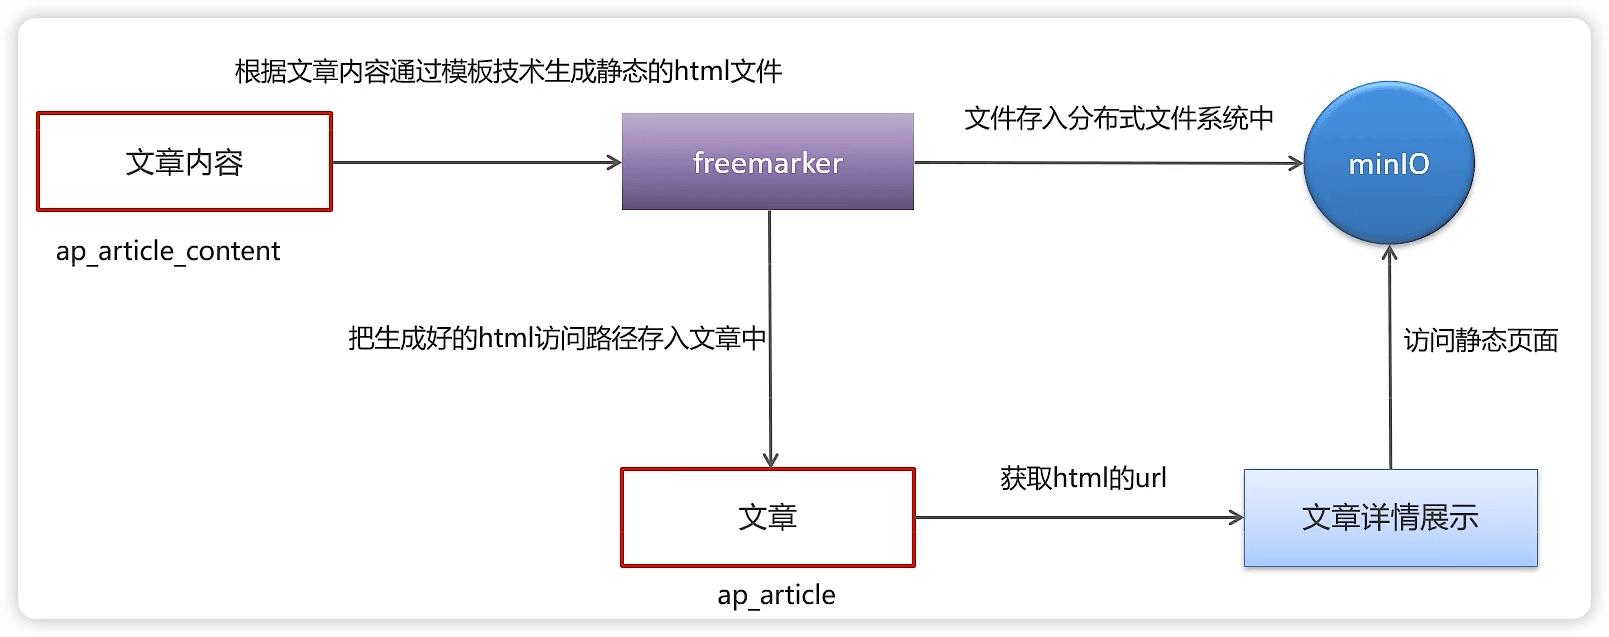 根据文章内容通过模板技术生成静态的html文件
文章内容
freemarker
文件存入分布式文件系统中
minIO
ap_article_content
把生成好的html访问路径存入文章中
访问静态页面
文章
获取html的url
文章详情展示
ap_article